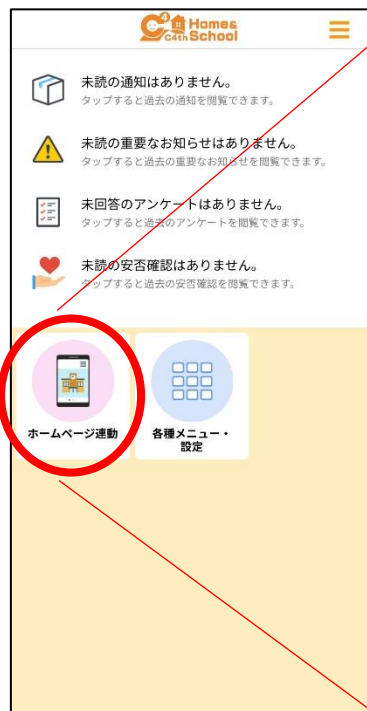 C4 Home&
C4th School
未読の通知はありません。
タップすると過去の通知を閲覧できます。
未読の重要なお知らせはありません。
タップすると過去の重要なお知らせを閲覧できます。
未回答のアンケートはありません。
タップすると過去のアンケートを閲覧できます。
未読の安否確認はありません。
タップすると過去の安否確認を閲覧できます。
ホームページ連動
各種メニュー・
設定